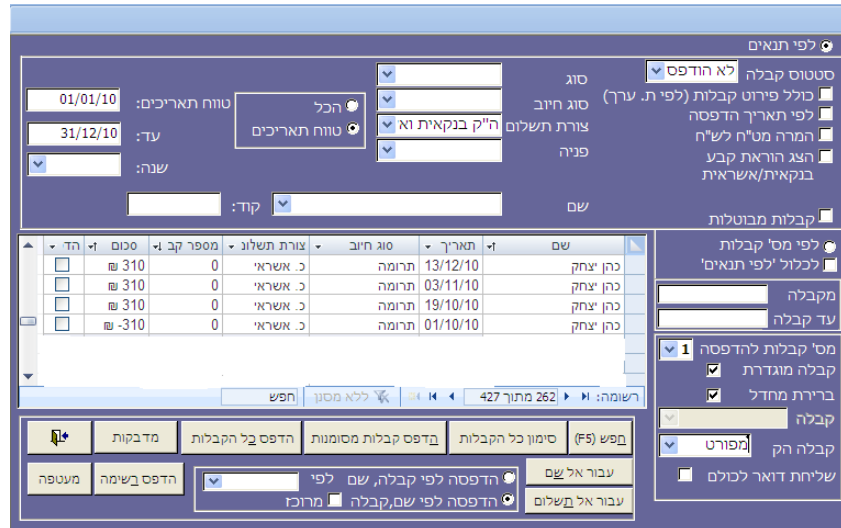 לפי תנאים
סטטוס קבלה לא הודפס
כולל פירוט קבלות (לפי ת. ערך)
לפי תאריך הדפסה
המרה מט"ח לש"ח
הצג הוראת קבע
בנקאית/אשראית
קבלות מבוטלות
סוג
סוג חיוב
צורת תשלום ה"ק בנקאית וא
פניה
הכל
טווח תאריכים
טווח תאריכים: 01/01/10
עד: 31/12/10
שנה:
שם
קוד:
לפי מס' קבלות
לכלול 'לפי תנאים'
מקבלה
עד קבלה
מס' קבלות להדפסה 1
קבלה מוגדרת
ברירת מחדל
קבלה
קבלה הק מפורט
שליחת דואר לכולם
שם תאריך סוג חיוב צורת תשלונ מספר קב סכום הד'
כהן יצחק 13/12/10 תרומה כ. אשראי 0 310 ₪
כהן יצחק 03/11/10 תרומה כ. אשראי 0 310 ₪
כהן יצחק 19/10/10 תרומה כ. אשראי 0 310 ₪
כהן יצחק 01/10/10 תרומה כ. אשראי 0 310- ₪
רשומה: 262 מתוך 427 ללא מסנן חפש
חפש (F5) סימון כל הקבלות הדפס קבלות מסומנות הדפס כל הקבלות מדבקות
עבור אל שם
עבור אל תשלום
הדפסה לפי קבלה, שם לפי
הדפסה לפי שם,קבלה מרוכז
הדפס רשימה מעטפה